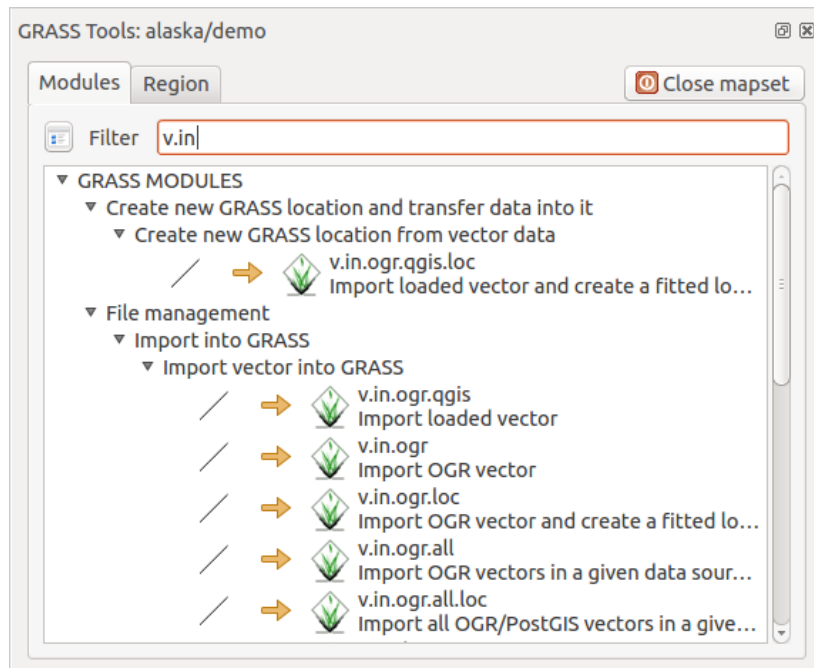 GRASS Tools: alaska/demo
Modules
Region
Close mapset
Filter
v.in
GRASS MODULES
Create new GRASS location and transfer data into it
Create new GRASS location from vector data
v.in.ogr.qgis.loc
Import loaded vector and create a fitted lo...
File management
Import into GRASS
Import vector into GRASS
v.in.ogr.qgis
Import loaded vector
v.in.ogr
Import OGR vector
v.in.ogr.loc
Import OGR vector and create a fitted lo...
v.in.ogr.all
Import OGR vectors in a given data sour...
v.in.ogr.all.loc
Import all OGR/PostGIS vectors in a give...